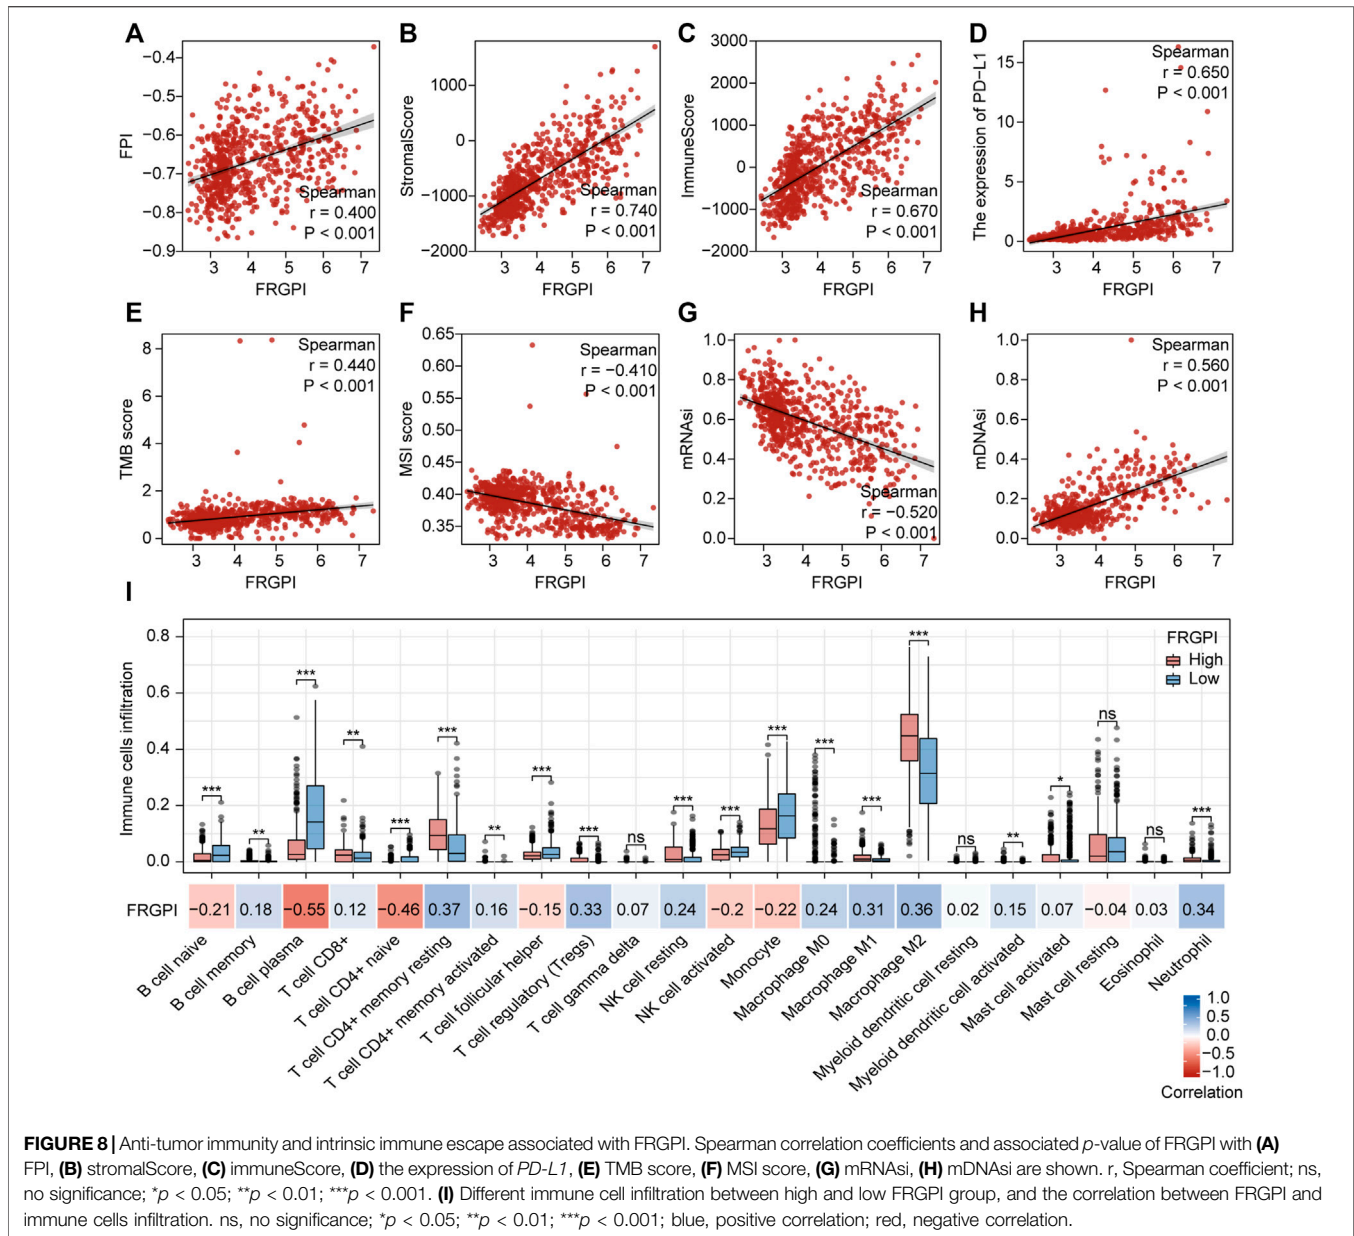 A
FPI
−0.4
−0.5
−0.6
−0.7
−0.8
−0.9
Spearman
r = 0.400
P < 0.001
3 4 5 6 7
FRGPI
B
StromalScore
1000
0
−1000
−2000
Spearman
r = 0.740
P < 0.001
3 4 5 6 7
FRGPI
C
ImmuneScore
3000
2000
1000
0
−1000
−2000
Spearman
r = 0.670
P < 0.001
3 4 5 6 7
FRGPI
D
The expression of PD−L1
15
10
5
0
Spearman
r = 0.650
P < 0.001
3 4 5 6 7
FRGPI
E
TMB score
8
6
4
2
0
Spearman
r = 0.440
P < 0.001
3 4 5 6 7
FRGPI
F
MSI score
0.65
0.60
0.55
0.50
0.45
0.40
0.35
Spearman
r = −0.410
P < 0.001
3 4 5 6 7
FRGPI
G
mRNAsi
1.0
0.8
0.6
0.4
0.2
0.0
Spearman
r = −0.520
P < 0.001
3 4 5 6 7
FRGPI
H
mDNAsi
1.0
0.8
0.6
0.4
0.2
0.0
Spearman
r = 0.560
P < 0.001
3 4 5 6 7
FRGPI
I
Immune cells infiltration
0.8
0.6
0.4
0.2
0.0
*** ** *** ** *** *** ** *** *** ns *** *** *** *** *** *** ns ** * ns ns ***
FRGPI
High
Low
FRGPI −0.21 0.18 −0.55 0.12 −0.46 0.37 0.16 −0.15 0.33 0.07 0.24 −0.2 −0.22 0.24 0.31 0.36 0.02 0.15 0.07 −0.04 0.03 0.34
B cell naive
B cell memory
B cell plasma
T cell CD8+
T cell CD4+ naive
T cell CD4+ memory resting
T cell CD4+ memory activated
T cell follicular helper
T cell regulatory (Tregs)
T cell gamma delta
NK cell resting
NK cell activated
Monocyte
Macrophage M0
Macrophage M1
Macrophage M2
Myeloid dendritic cell resting
Myeloid dendritic cell activated
Mast cell activated
Mast cell resting
Eosinophil
Neutrophil
1.0
0.5
0.0
−0.5
−1.0
Correlation
FIGURE 8 | Anti-tumor immunity and intrinsic immune escape associated with FRGPI. Spearman correlation coefficients and associated p-value of FRGPI with (A)
FPI, (B) stromalScore, (C) immuneScore, (D) the expression of PD-L1, (E) TMB score, (F) MSI score, (G) mRNAsi, (H) mDNAsi are shown. r, Spearman coefficient; ns,
no significance; *p < 0.05; **p < 0.01; ***p < 0.001. (I) Different immune cell infiltration between high and low FRGPI group, and the correlation between FRGPI and
immune cells infiltration. ns, no significance; *p < 0.05; **p < 0.01; ***p < 0.001; blue, positive correlation; red, negative correlation.